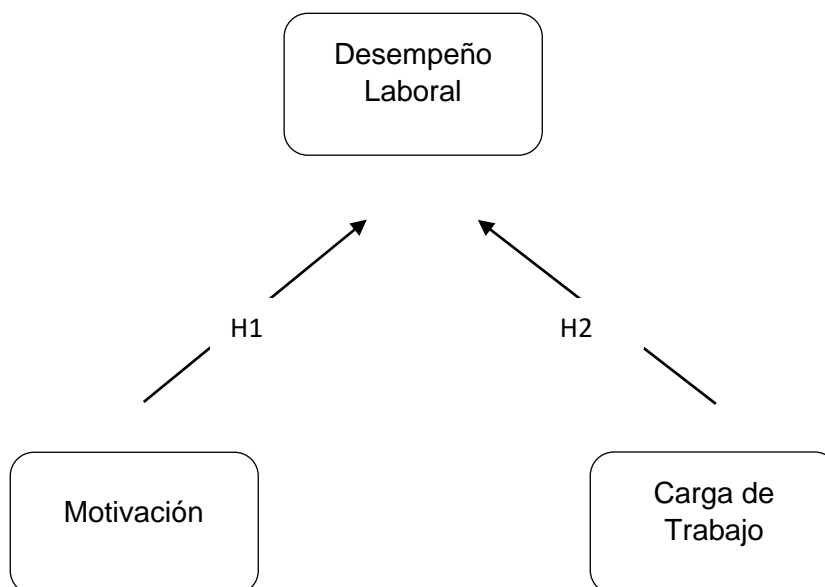 Desempeño
Laboral
H1
H2
Motivación
Carga de
Trabajo